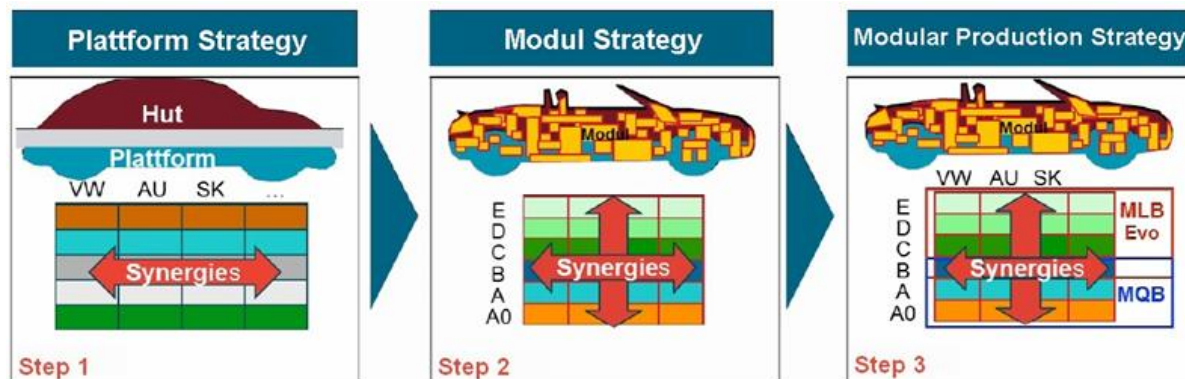 Plattform Strategy
Hut
Plattform
VW AU SK ...
Synergies
Step 1
Modul Strategy
Modul
E
D
C
B
A
A0
Synergies
Step 2
Modular Production Strategy
Modul
VW AU SK
E
D
C
B
A
A0
Synergies
MLB
Evo
MQB
Step 3